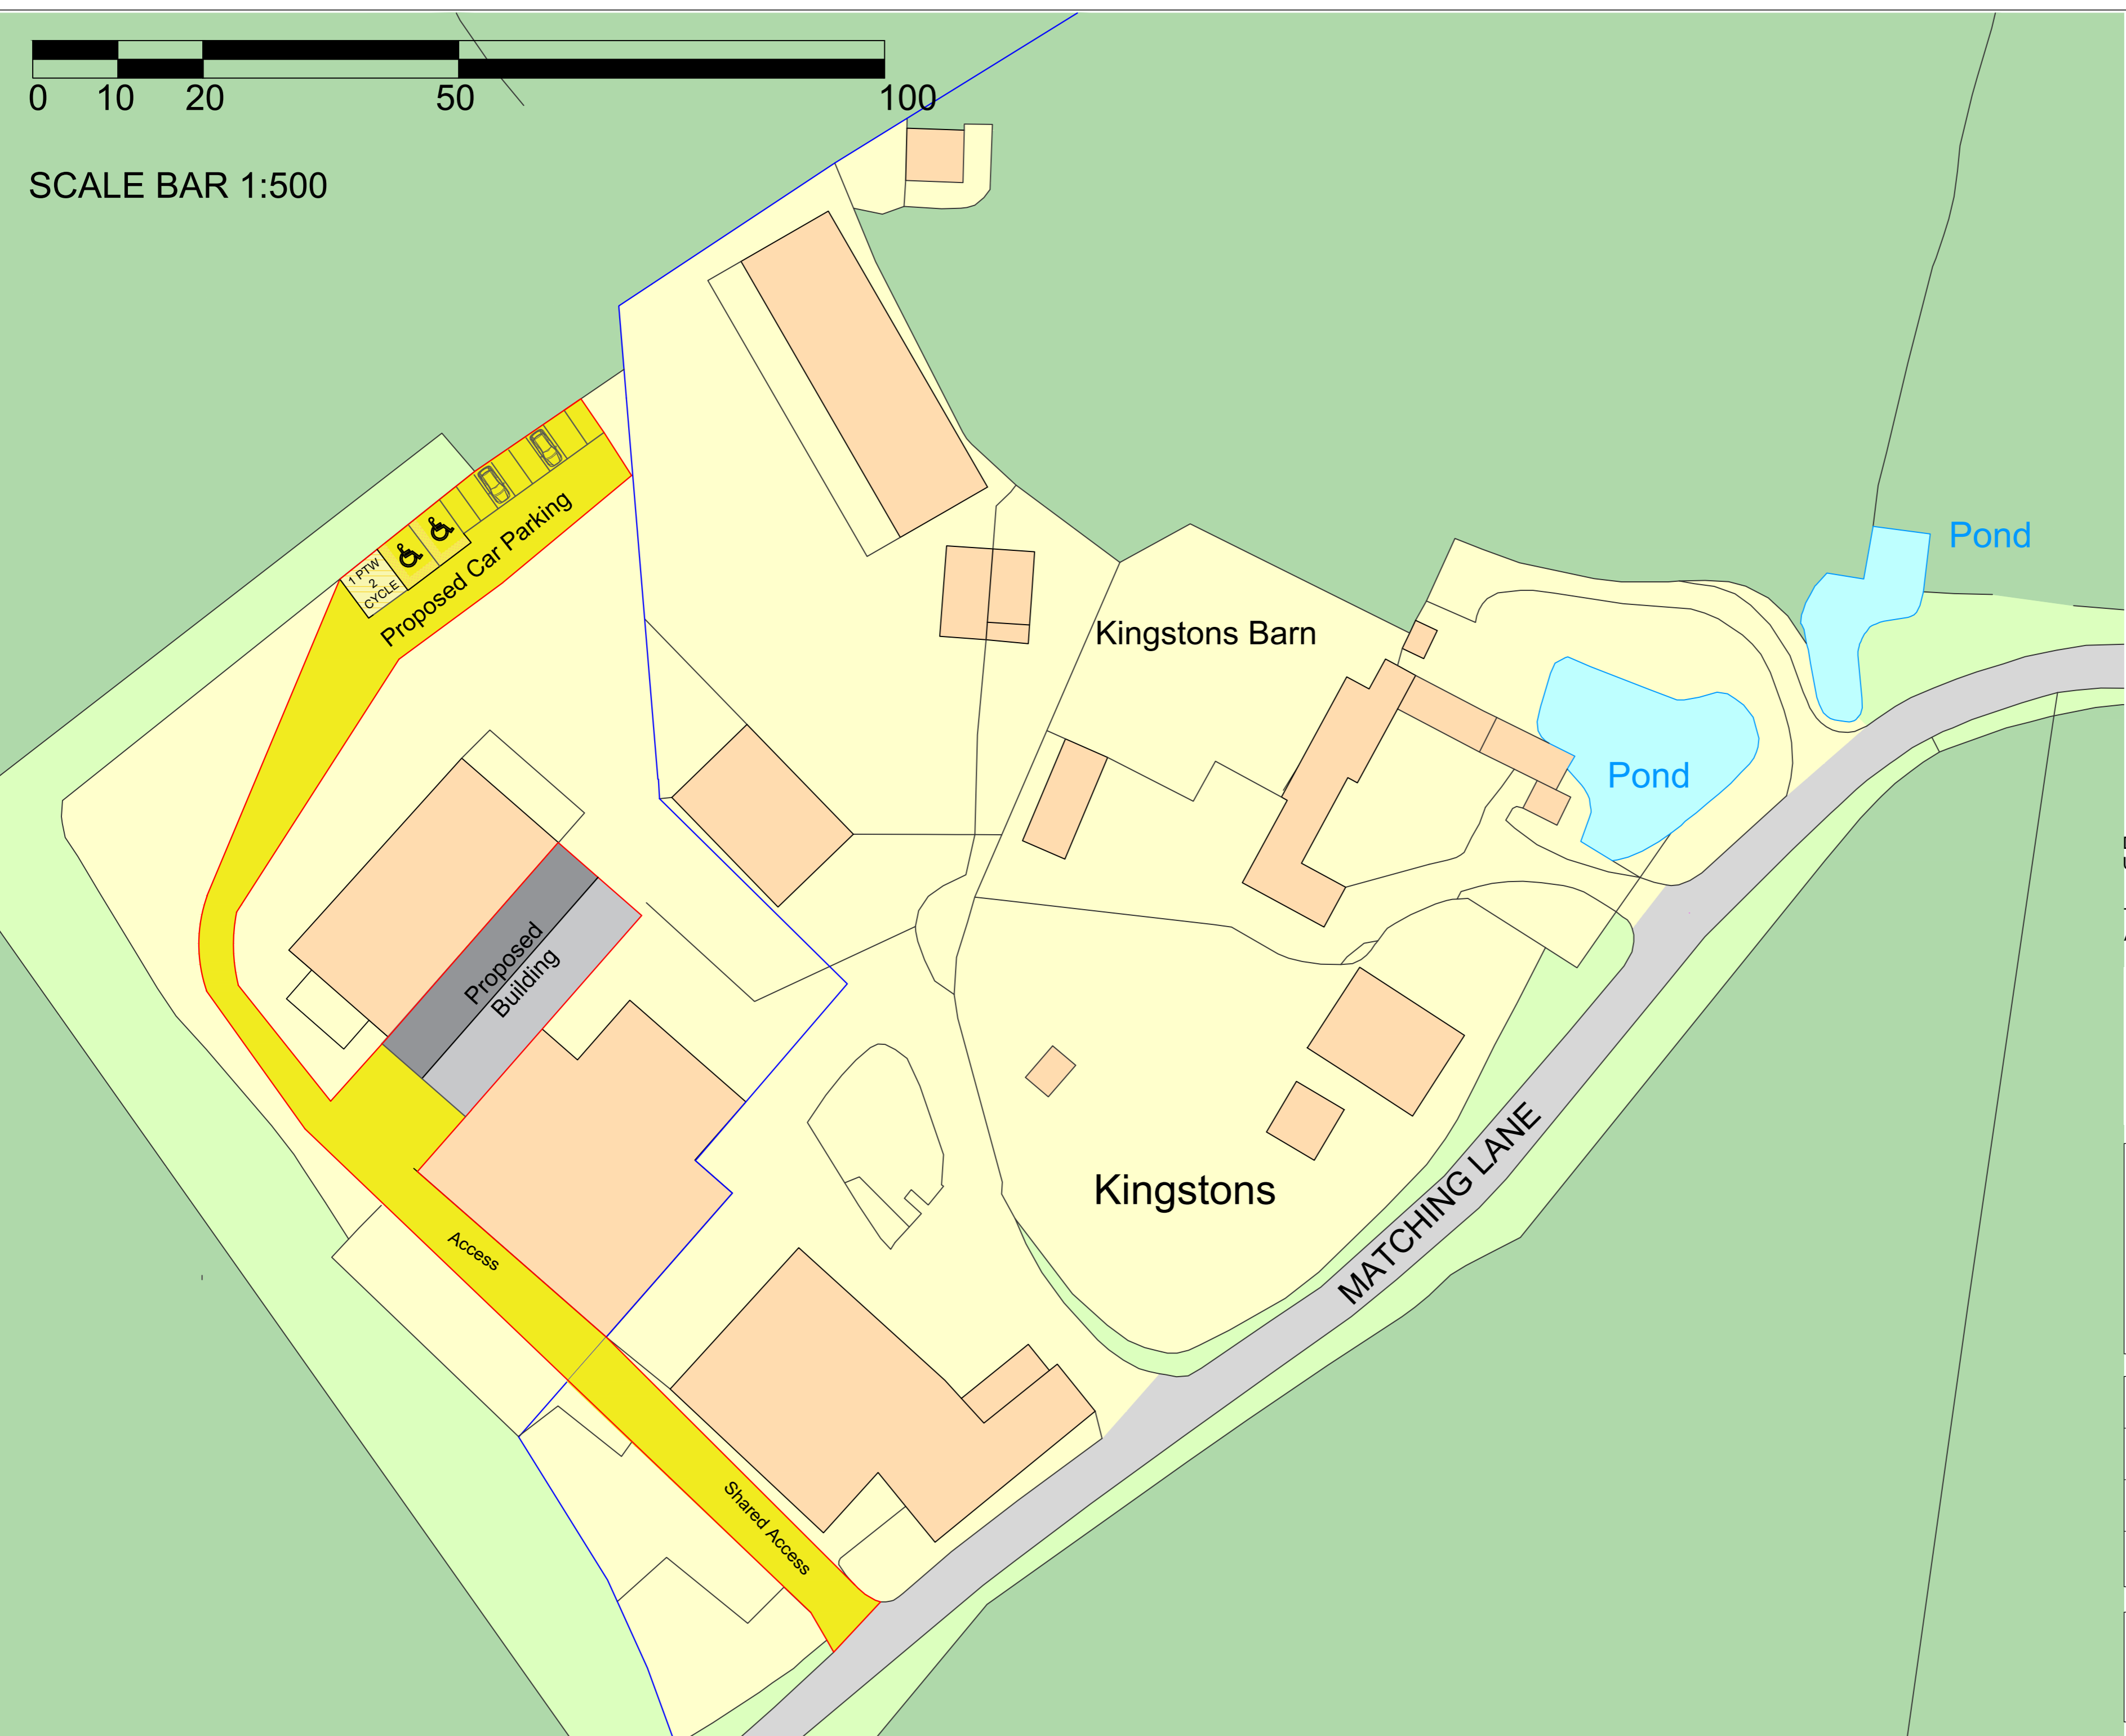 0 10 20 50 100
SCALE BAR 1:500
Pond
Kingstons Barn
Pond
1 PTW
2
CYCLE
Proposed Car Parking
Proposed
Building
Kingstons
MATCHING LANE
Access
Shared Access